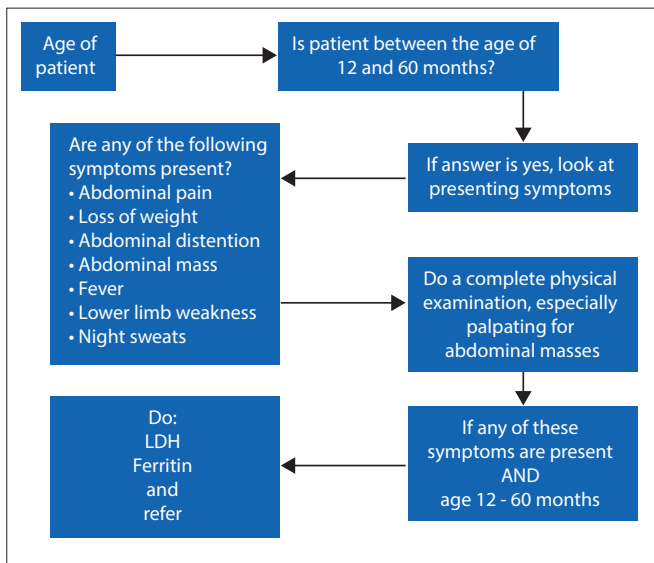 Age of
patient
Is patient between the age of
12 and 60 months?
If answer is yes, look at
presenting symptoms
Are any of the following
symptoms present?
• Abdominal pain
• Loss of weight
• Abdominal distention
• Abdominal mass
• Fever
• Lower limb weakness
• Night sweats
Do a complete physical
examination, especially
palpating for
abdominal masses
If any of these
symptoms are present
AND
age 12 - 60 months
Do:
LDH
Ferritin
and
refer